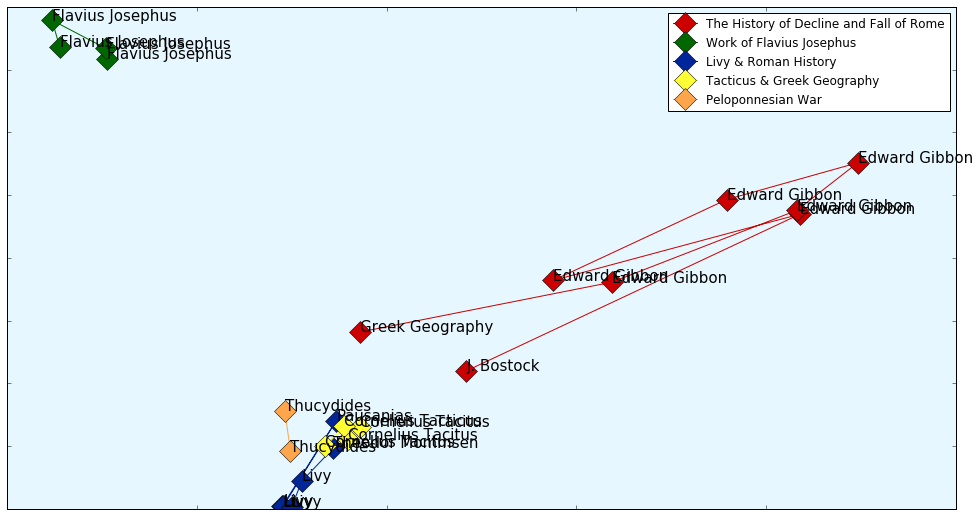 Flavius Josephus
Flavius Josephus
Flavius Josephus
Flavius Josephus
The History of Decline and Fall of Rome
Work of Flavius Josephus
Livy & Roman History
Tacticus & Greek Geography
Peloponnesian War
Edward Gibbon
Edward Gibbon
Edward Gibbon
Edward Gibbon
Edward Gibbon
Edward Gibbon
Greek Geography
J. Bostock
Thucydides
Pausanias
Cornelius Tacitus
Cornelius Tacitus
Cornelius Tacitus
Cornelius Tacitus
Theodor Mommsen
Thucydides
Livy
Livy
Livy